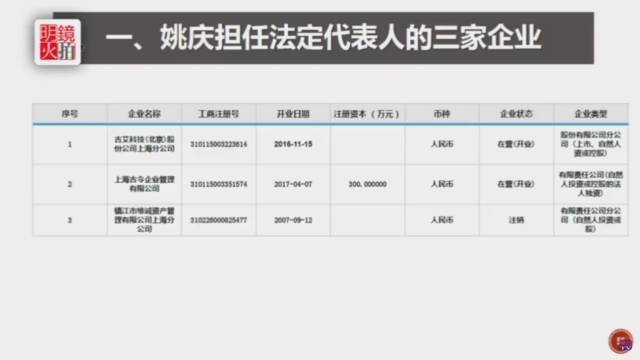 明鏡
火拍
一、姚庆担任法定代表人的三家企业
序号 企业名称 工商注册号 开业日期 注册资本（万元） 币种 企业状态 企业类型
1 古艾科技(北京)股份公司上海分公司 310115003223614 2016-11-15 人民币 在营(开业) 股份有限公司分公司（上市、自然人投资或控股）
2 上海古今企业管理有限公司 310115003351574 2017-04-07 300.000000 人民币 在营(开业) 有限责任公司(自然人投资或控股的法人独资)
3 镇江市 诚资产管理有限公司上海分公司 310226000825477 2007-09-12 人民币 注销 有限责任公司分公司（自然人投资或控股）